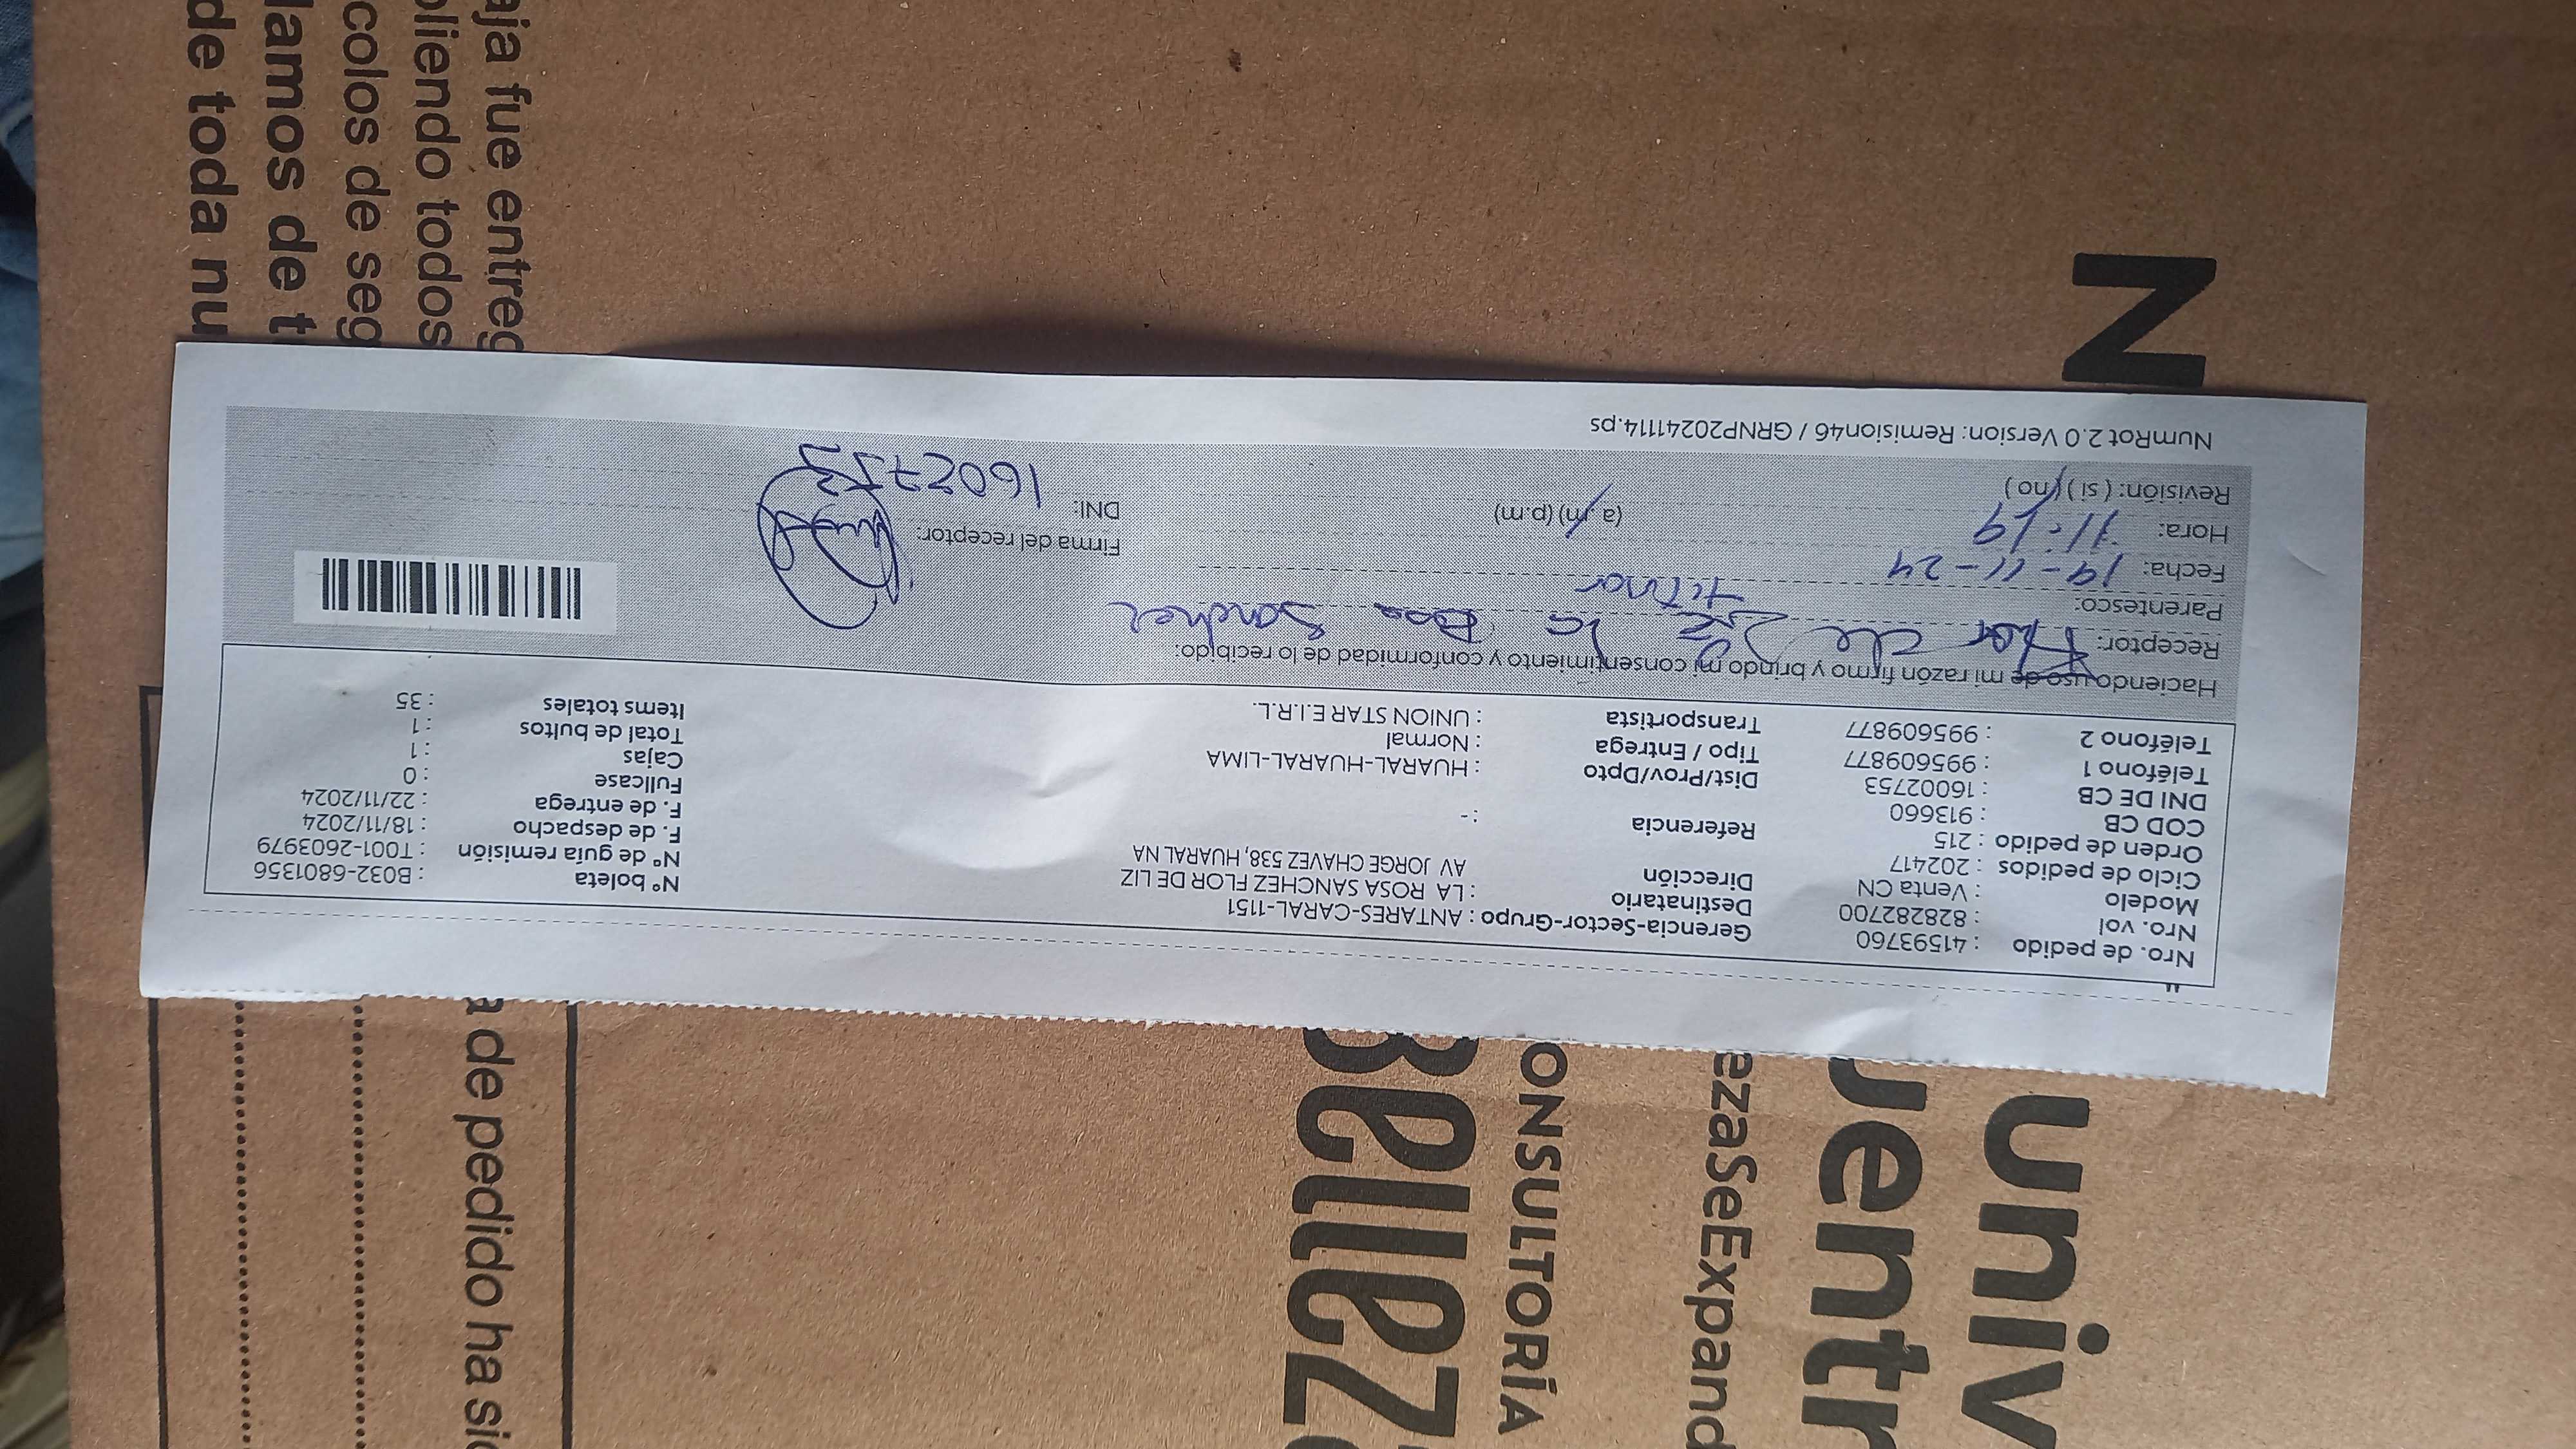 Nro. de pedido : 41593760
Nro. vol : 828282700
Modelo : Venta CN
Ciclo de pedidos : 202417
Orden de pedido : 215
COD CB : 913660
DNI DE CB : 16002753
Teléfono 1 : 995609877
Teléfono 2 : 995609877
Gerencia-Sector-Grupo : ANTARES-CARAL-1151
Destinatario : LA ROSA SANCHEZ FLOR DE LIZ
Dirección AV JORGE CHAVEZ 538, HUARAL NA
Referencia : -
Dist/Prov/Dpto : HUARAL-HUARAL-LIMA
Tipo / Entrega : Normal
Transportista : UNION STAR E.I.R.L.
Nº boleta : B032-6801356
Nº de guía remisión : T001-2603979
F. de despacho : 18/11/2024
F. de entrega : 22/11/2024
Fullcase : 0
Cajas : 1
Total de bultos : 1
Items totales : 35
Haciendo uso de mi razón firmo y brindo mi consentimiento y conformidad de lo recibido:
Receptor: Flor de la Sanchez
Parentesco:
Fecha: 19-11-24
Hora: 11:19 (a.m) (p.m)
Revisión: ( si ) ( no )
Firma del receptor:
DNI: 1602753
NumRot 2.0 Version: Remision46 / GRNP20241114.ps
aja fue entreg
pliendo todos
colos de seg
lamos de t
de toda nu
N
a de pedido ha sid
Bellez
ONSULTORÍA
ezaSeExpand
uentr
univ